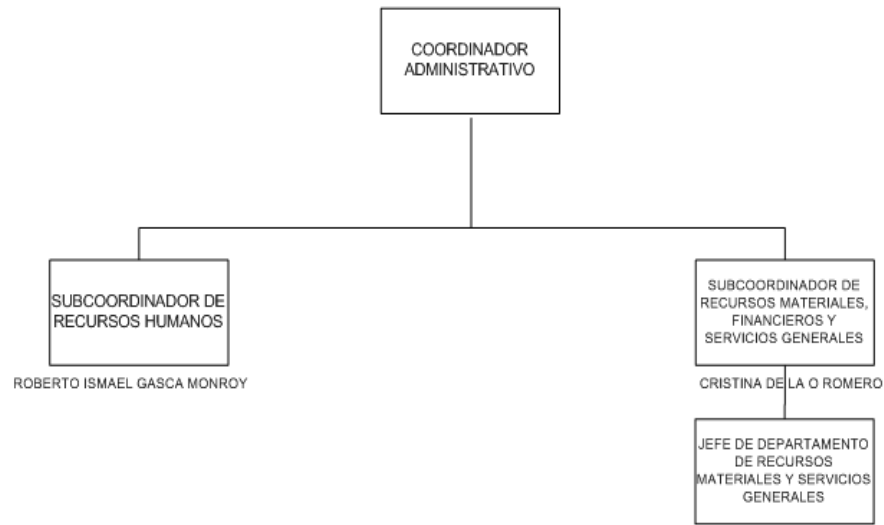 COORDINADOR
ADMINISTRATIVO
SUBCOORDINADOR DE
RECURSOS HUMANOS
ROBERTO ISMAEL GASCA MONROY
SUBCOORDINADOR DE
RECURSOS MATERIALES,
FINANCIEROS Y
SERVICIOS GENERALES
CRISTINA DE LA O ROMERO
JEFE DE DEPARTAMENTO
DE RECURSOS
MATERIALES Y SERVICIOS
GENERALES